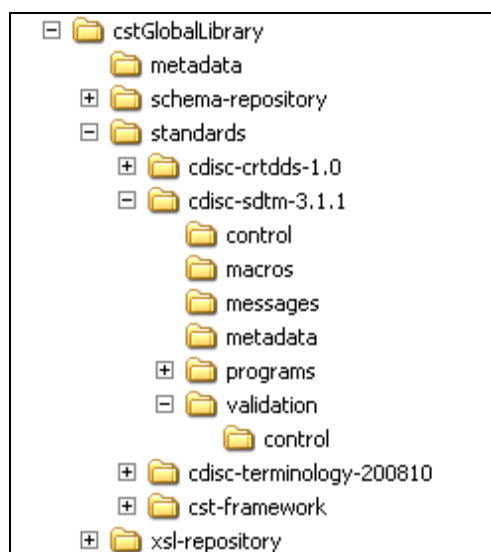 cstGlobalLibrary
metadata
schema-repository
standards
cdisc-crtdds-1.0
cdisc-sdtm-3.1.1
control
macros
messages
metadata
programs
validation
control
cdisc-terminology-200810
cst-framework
xsl-repository